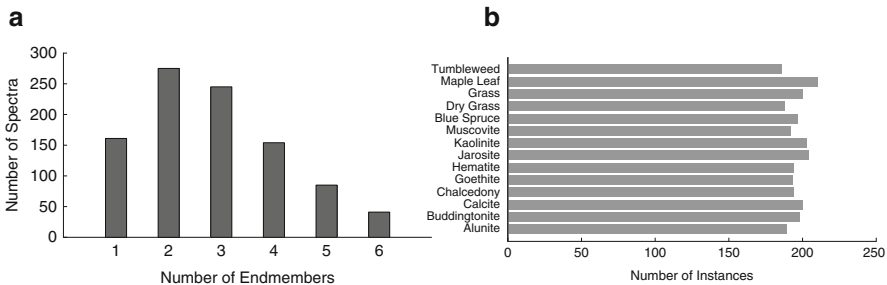 a
300
250
200
150
100
50
0
Number of Spectra
1 2 3 4 5 6
Number of Endmembers
b
Tumbleweed
Maple Leaf
Grass
Dry Grass
Blue Spruce
Muscovite
Kaolinite
Jarosite
Hematite
Goethite
Chalcedony
Calcite
Buddingtonite
Alunite
0 50 100 150 200 250
Number of Instances